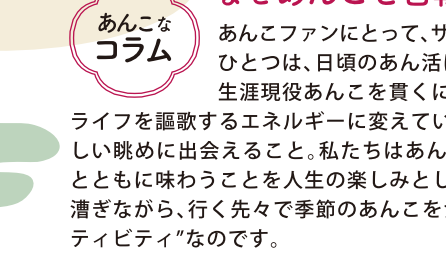 あんこな
コラム
あんこファンにとって、サ
ひとつは、日頃のあん活
生涯現役あんこを貫くに
ライフを謳歌するエネルギーに変えてい
しい眺めに出会えること。私たちはあん
とともに味わうことを人生の楽しみとし
漕ぎながら、行く先々で季節のあんこを
ティビティ”なのです。